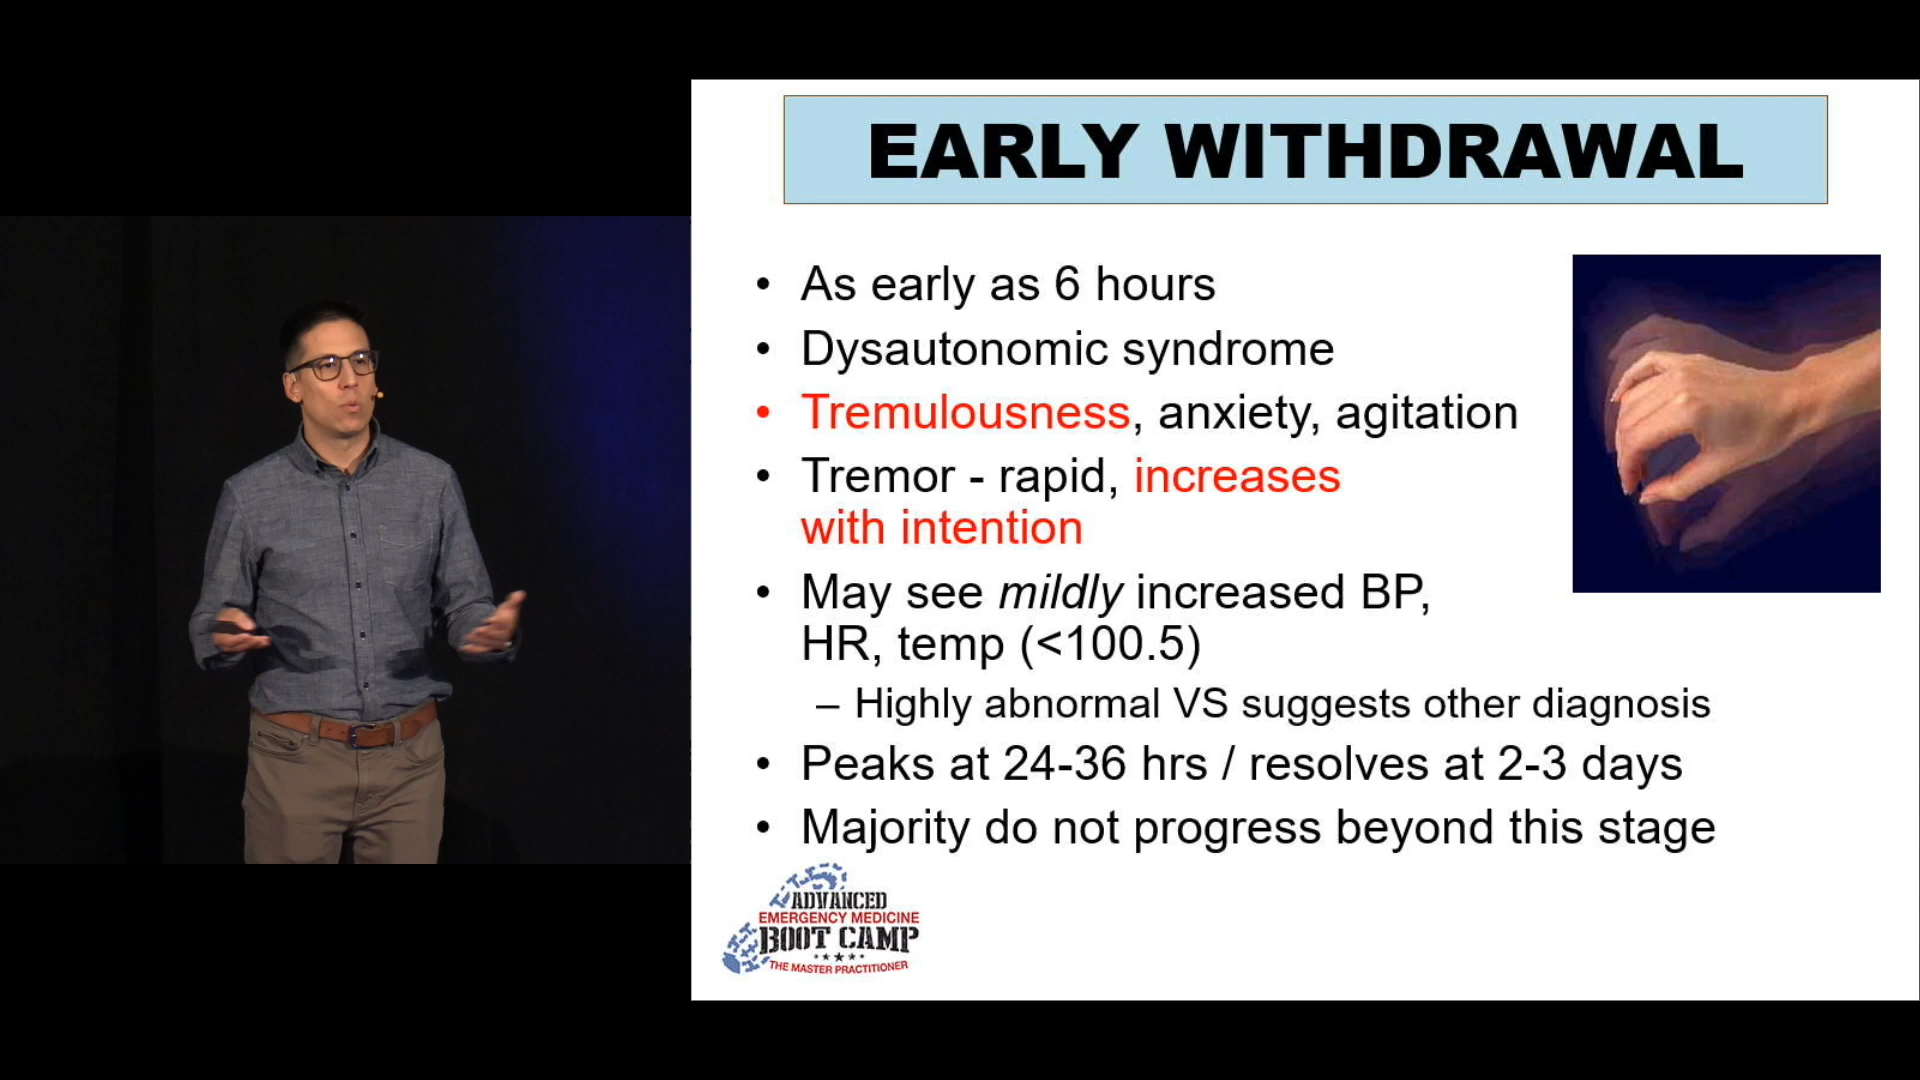 EARLY WITHDRAWAL
• As early as 6 hours
• Dysautonomic syndrome
• Tremulousness, anxiety, agitation
• Tremor - rapid, increases
with intention
• May see mildly increased BP,
HR, temp (<100.5)
– Highly abnormal VS suggests other diagnosis
• Peaks at 24-36 hrs / resolves at 2-3 days
• Majority do not progress beyond this stage
ADVANCED
EMERGENCY MEDICINE
BOOT CAMP
THE MASTER PRACTITIONER